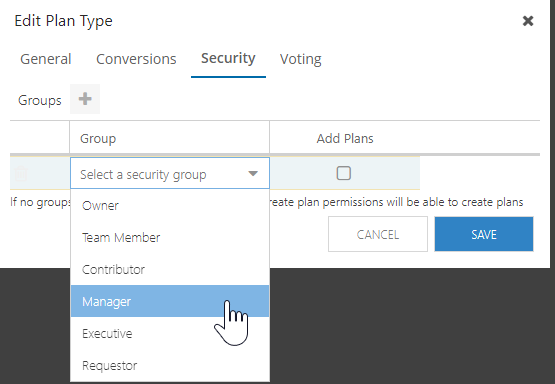 Edit Plan Type
General Conversions Security Voting
Groups
Group Add Plans
Select a security group
If no groups reate plan permissions will be able to create plans
Owner
CANCEL SAVE
Team Member
Contributor
Manager
Executive
Requestor